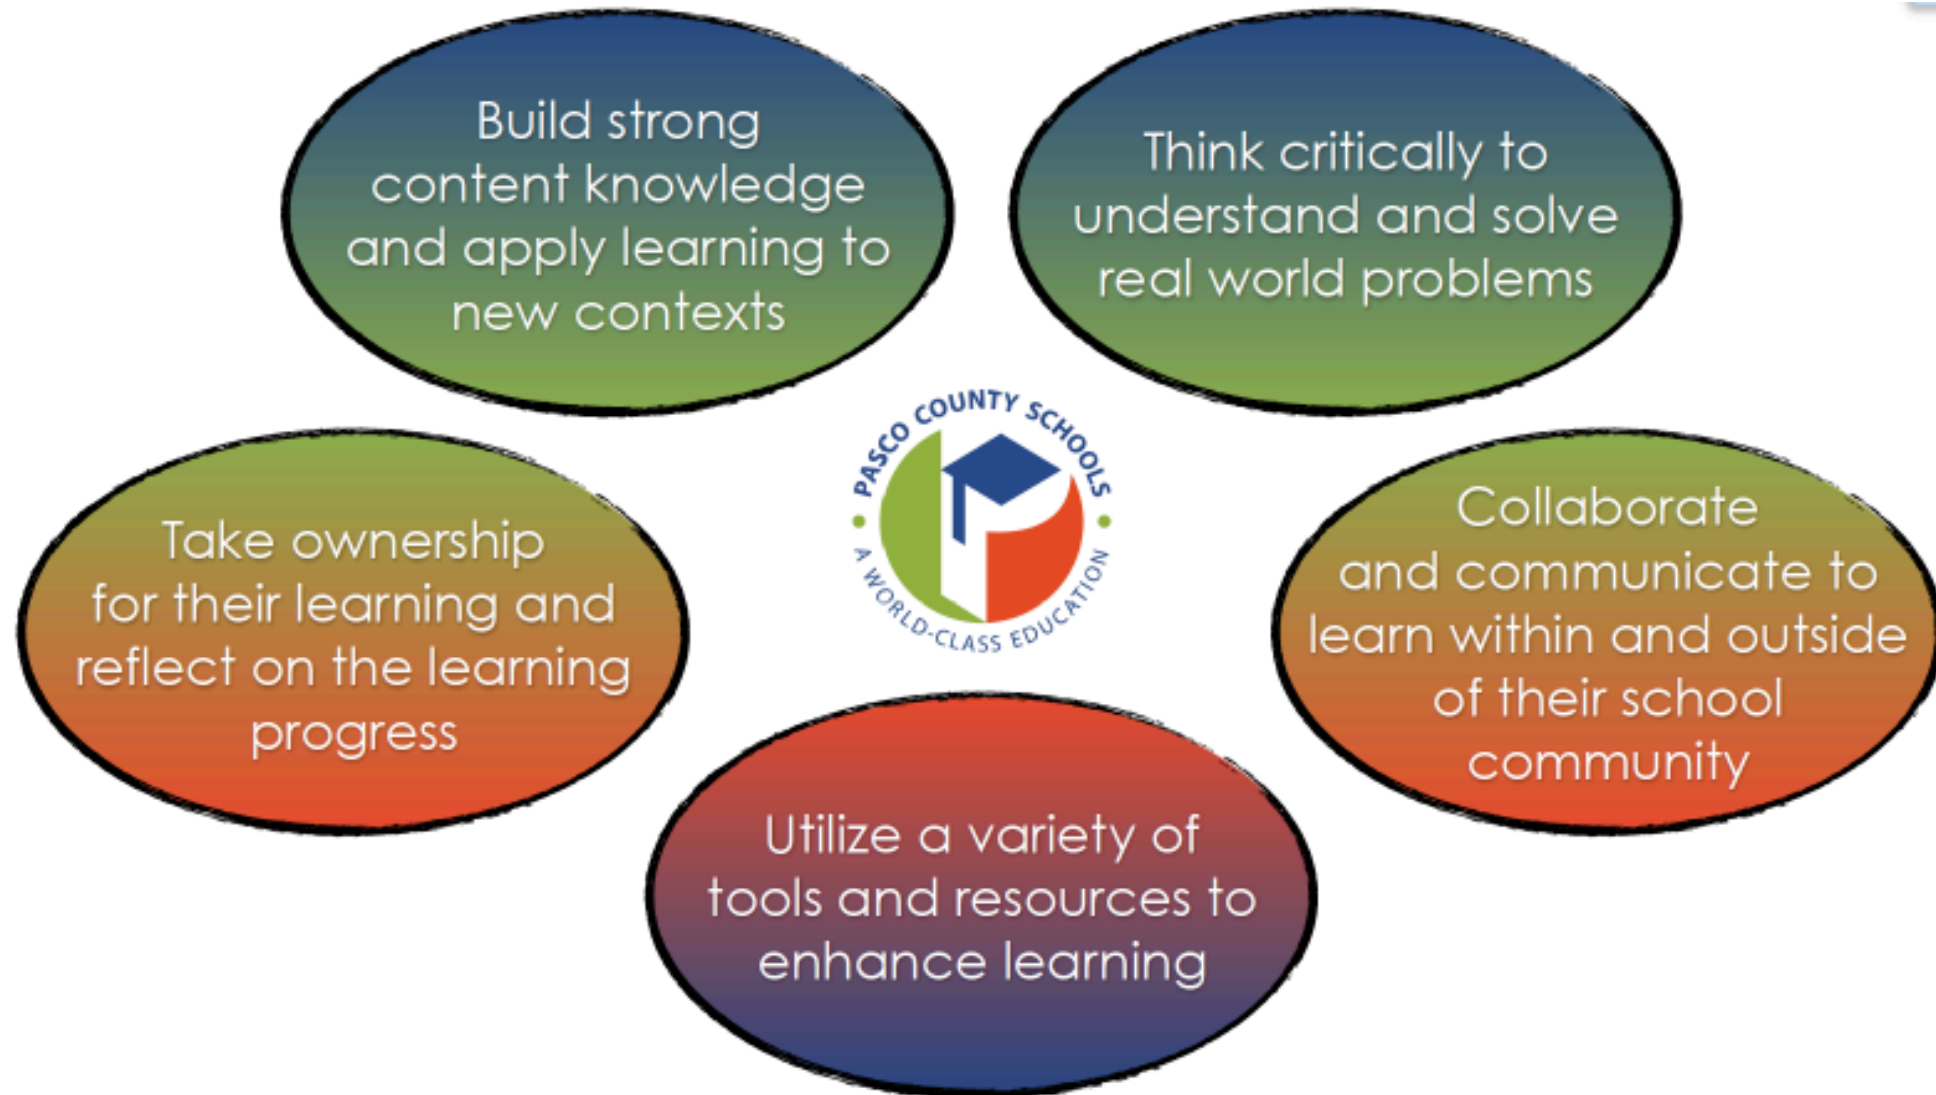 Build strong
content knowledge
and apply learning to
new contexts
Think critically to
understand and solve
real world problems
PASCO COUNTY SCHOOLS
A WORLD-CLASS EDUCATION
Take ownership
for their learning and
reflect on the learning
progress
Collaborate
and communicate to
learn within and outside
of their school
community
Utilize a variety of
tools and resources to
enhance learning